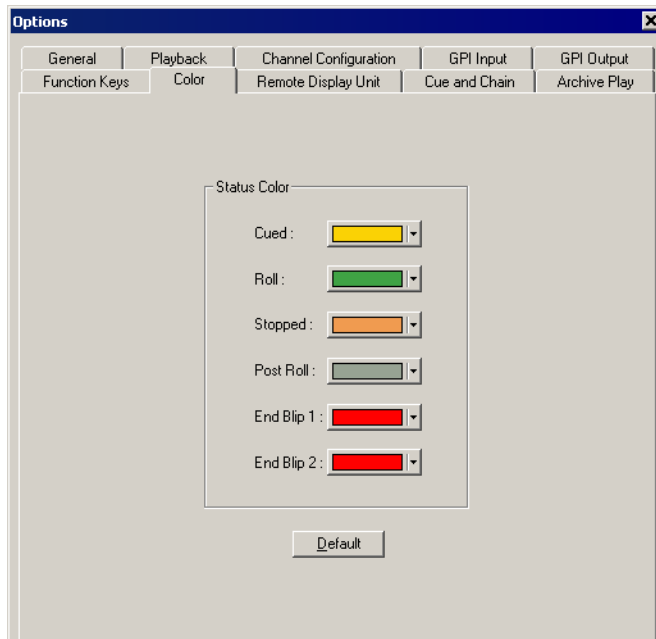 Options
General Playback Channel Configuration GPI Input GPI Output
Function Keys Color Remote Display Unit Cue and Chain Archive Play
Status Color
Cued :
Roll :
Stopped :
Post Roll :
End Blip 1 :
End Blip 2 :
Default